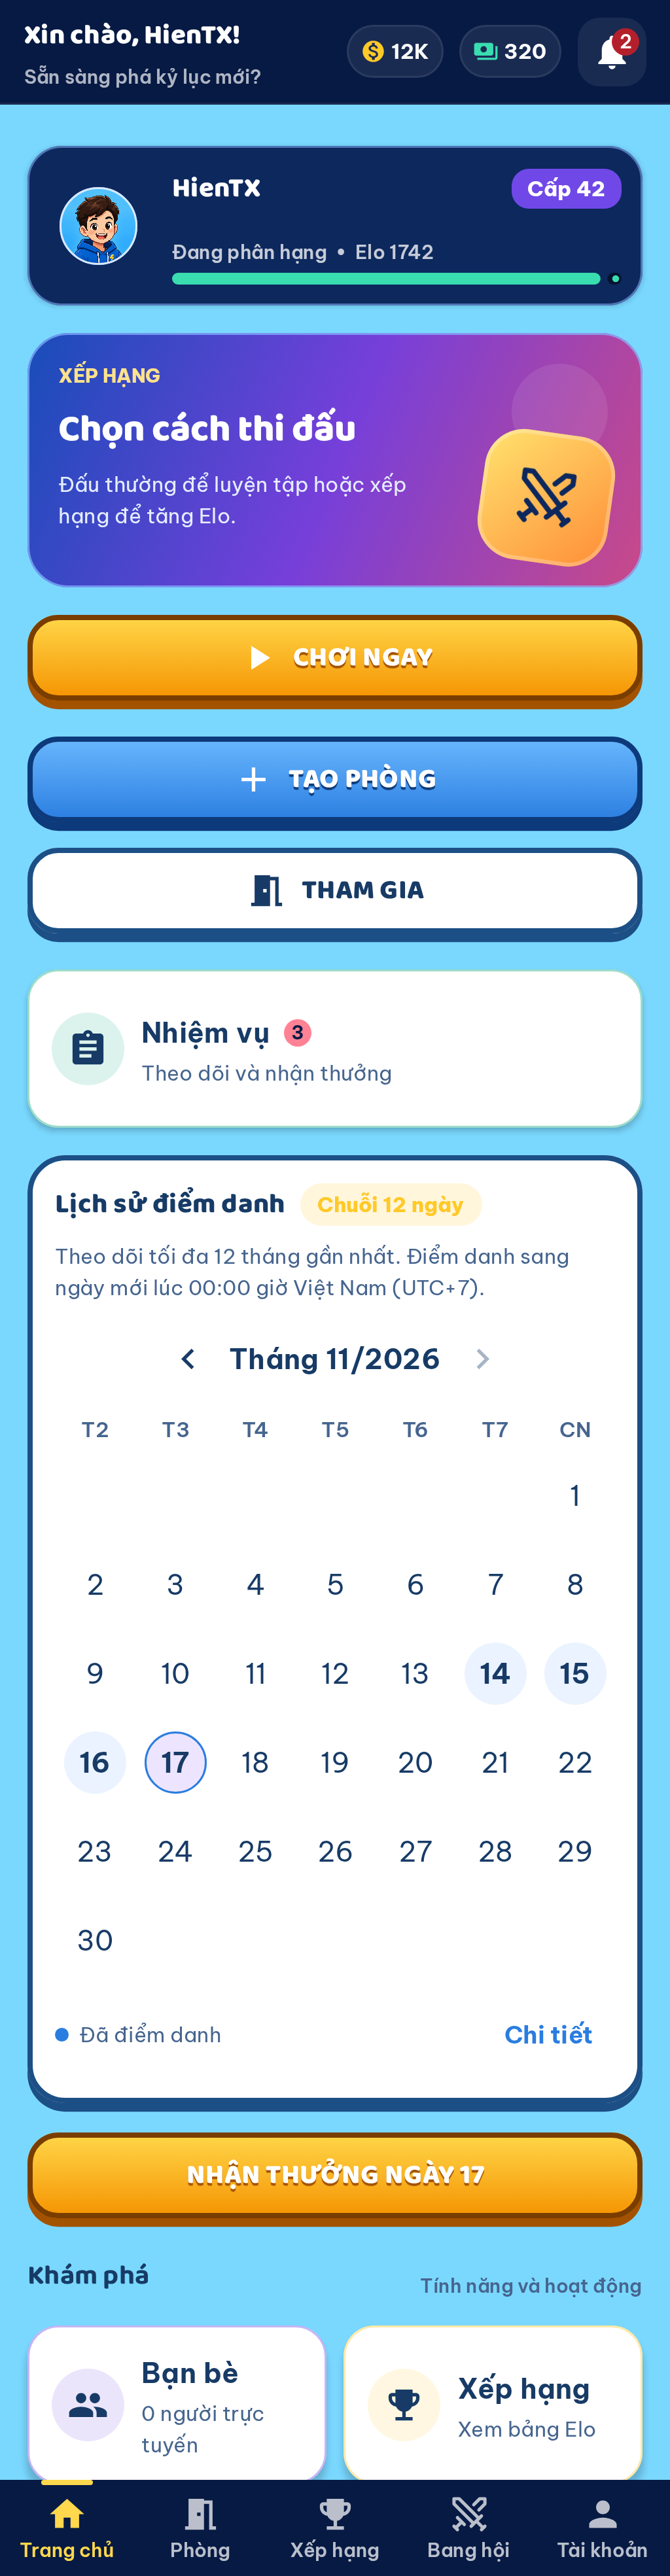 Xin chào, HienTX!
Sẵn sàng phá kỷ lục mới?
12K
320
2
HienTX
Cấp 42
Đang phân hạng • Elo 1742
XẾP HẠNG
Chọn cách thi đấu
Đấu thường để luyện tập hoặc xếp
hạng để tăng Elo.
CHƠI NGAY
TẠO PHÒNG
THAM GIA
Nhiệm vụ 3
Theo dõi và nhận thưởng
Lịch sử điểm danh Chuỗi 12 ngày
Theo dõi tối đa 12 tháng gần nhất. Điểm danh sang
ngày mới lúc 00:00 giờ Việt Nam (UTC+7).
Tháng 11/2026
T2 T3 T4 T5 T6 T7 CN
1
2 3 4 5 6 7 8
9 10 11 12 13 14 15
16 17 18 19 20 21 22
23 24 25 26 27 28 29
30
Đã điểm danh Chi tiết
NHẬN THƯỞNG NGÀY 17
Khám phá
Tính năng và hoạt động
Bạn bè
0 người trực
tuyến
Xếp hạng
Xem bảng Elo
Trang chủ Phòng Xếp hạng Bang hội Tài khoản